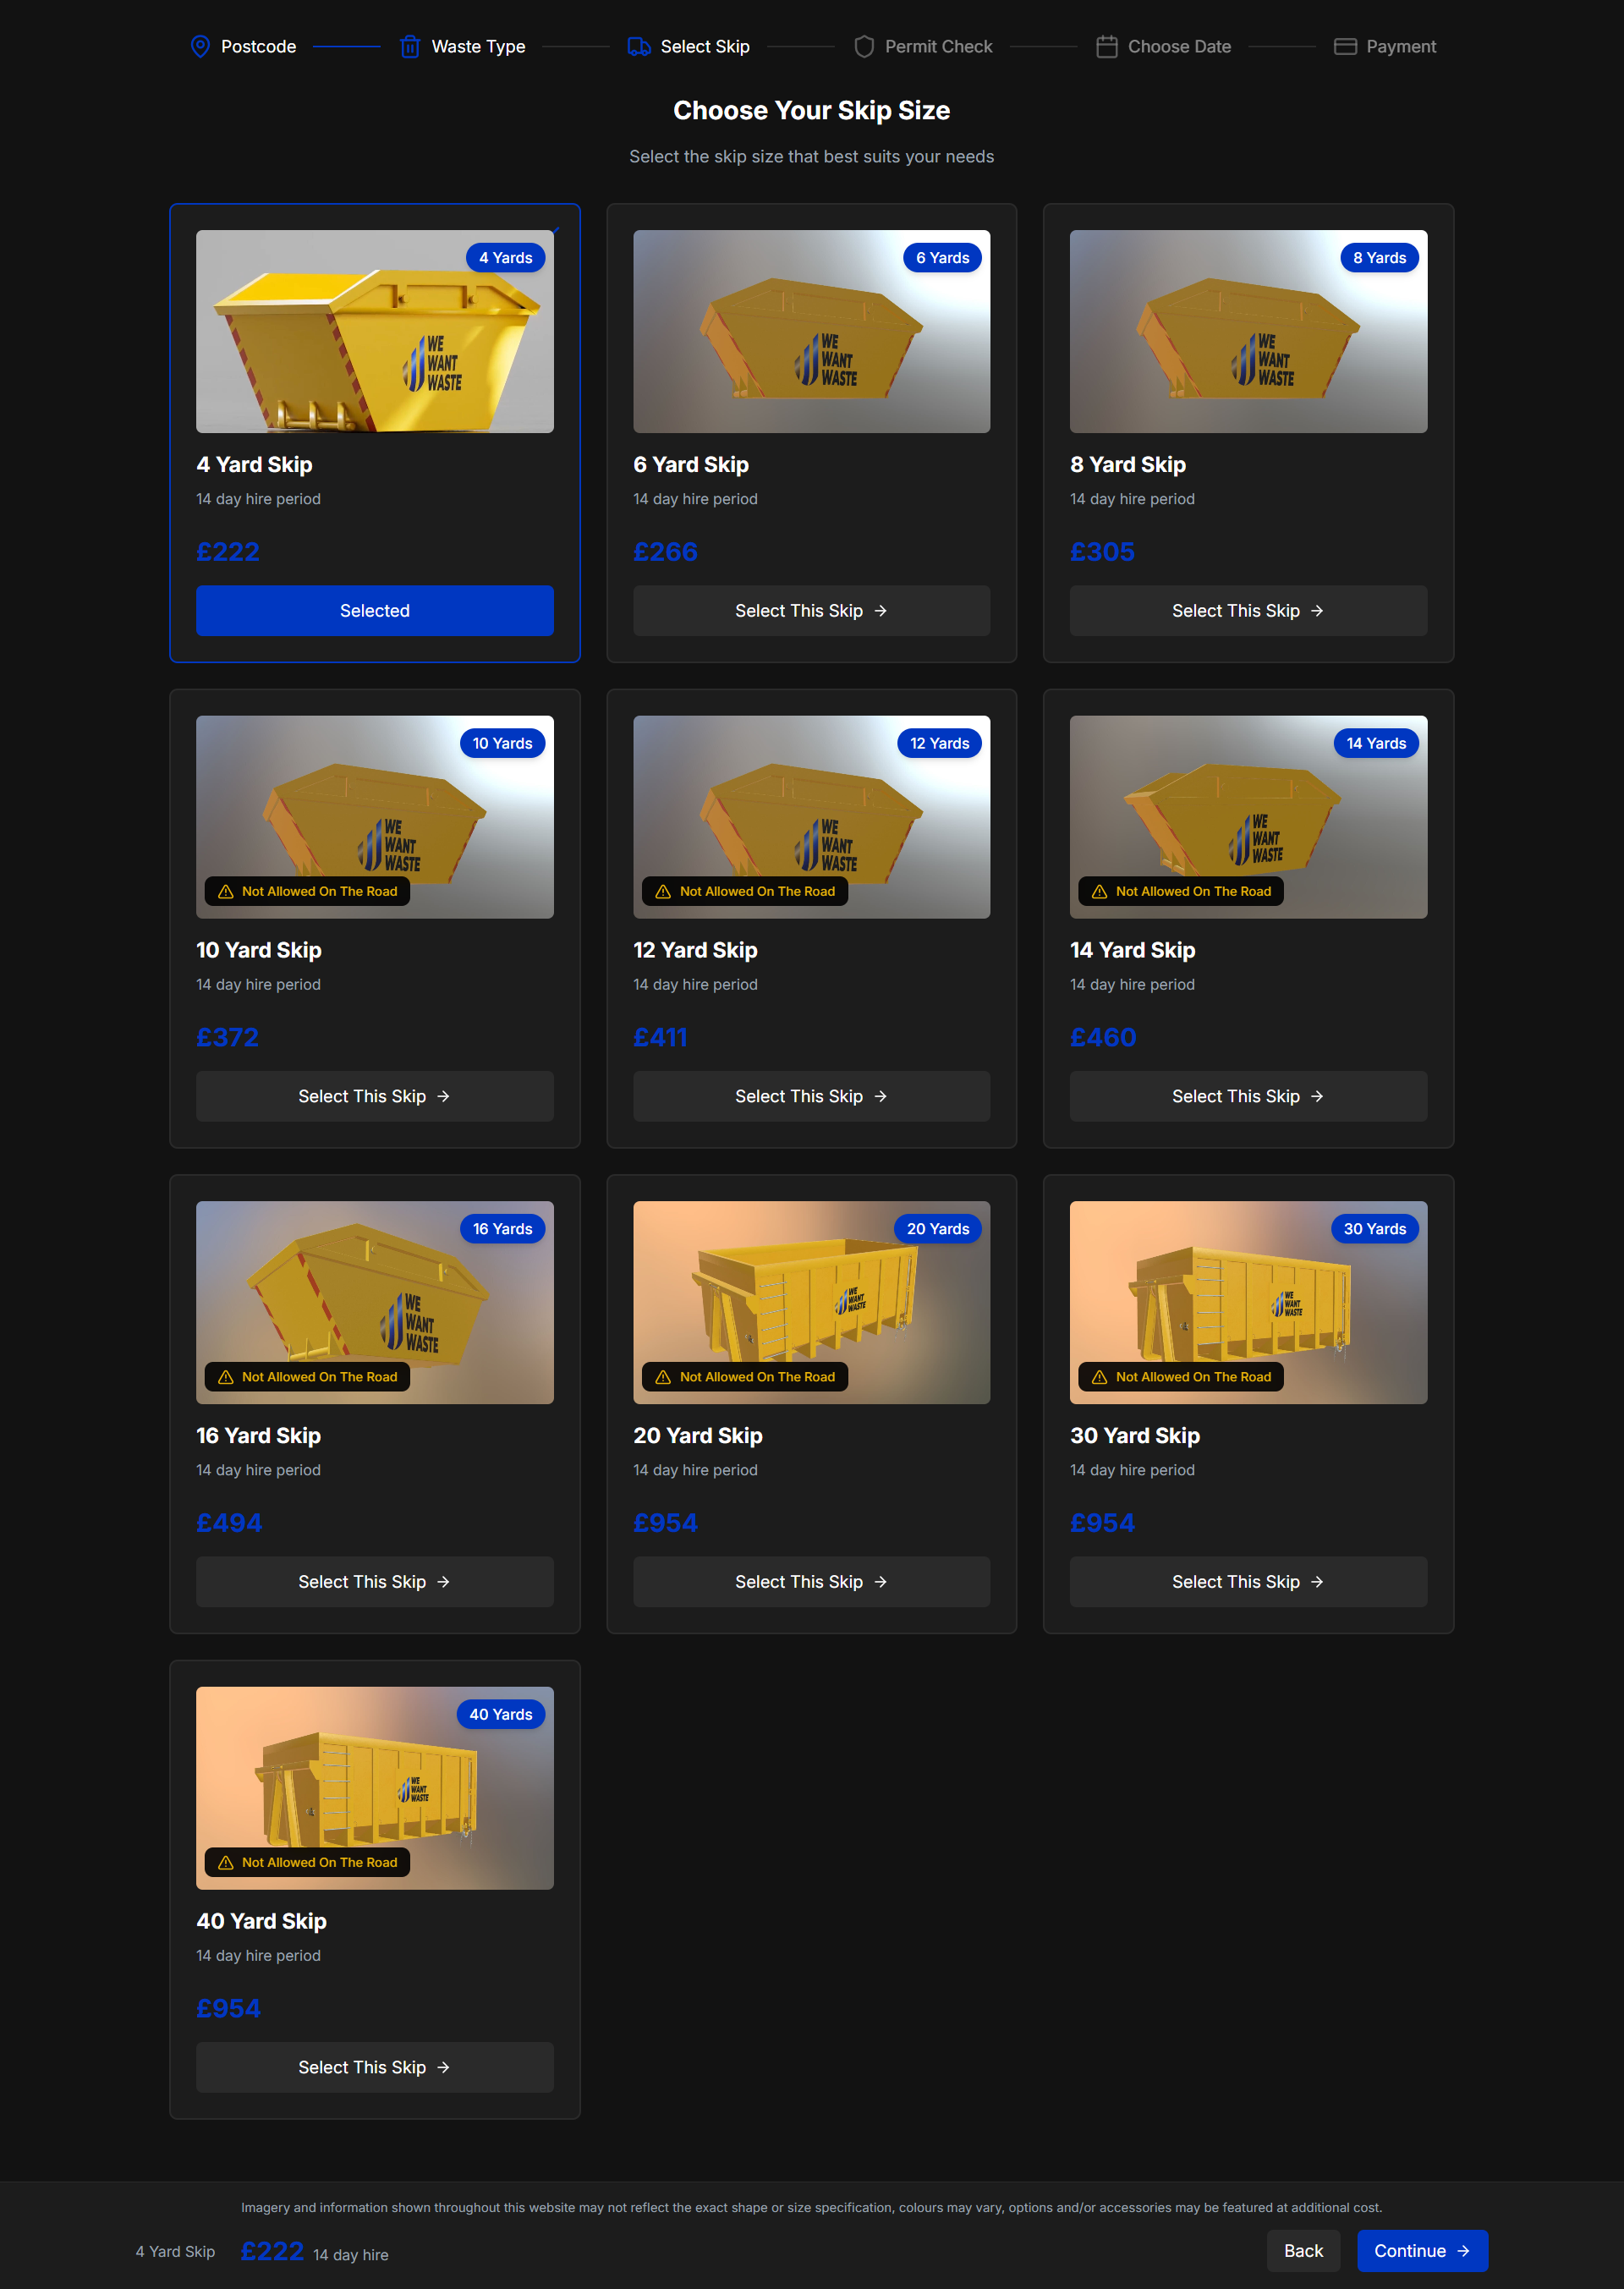 Postcode
Waste Type
Select Skip
Permit Check
Choose Date
Payment
Choose Your Skip Size
Select the skip size that best suits your needs
4 Yards
WE
WANT
WASTE
4 Yard Skip
14 day hire period
£222
Selected
6 Yards
WE
WANT
WASTE
6 Yard Skip
14 day hire period
£266
Select This Skip →
8 Yards
WE
WANT
WASTE
8 Yard Skip
14 day hire period
£305
Select This Skip →
10 Yards
WE
WANT
WASTE
Not Allowed On The Road
10 Yard Skip
14 day hire period
£372
Select This Skip →
12 Yards
WE
WANT
WASTE
Not Allowed On The Road
12 Yard Skip
14 day hire period
£411
Select This Skip →
14 Yards
WE
WANT
WASTE
Not Allowed On The Road
14 Yard Skip
14 day hire period
£460
Select This Skip →
16 Yards
WE
WANT
WASTE
Not Allowed On The Road
16 Yard Skip
14 day hire period
£494
Select This Skip →
20 Yards
WE
WANT
WASTE
Not Allowed On The Road
20 Yard Skip
14 day hire period
£954
Select This Skip →
30 Yards
WE
WANT
WASTE
Not Allowed On The Road
30 Yard Skip
14 day hire period
£954
Select This Skip →
40 Yards
WE
WANT
WASTE
Not Allowed On The Road
40 Yard Skip
14 day hire period
£954
Select This Skip →
Imagery and information shown throughout this website may not reflect the exact shape or size specification, colours may vary, options and/or accessories may be featured at additional cost.
4 Yard Skip
£222 14 day hire
Back
Continue →